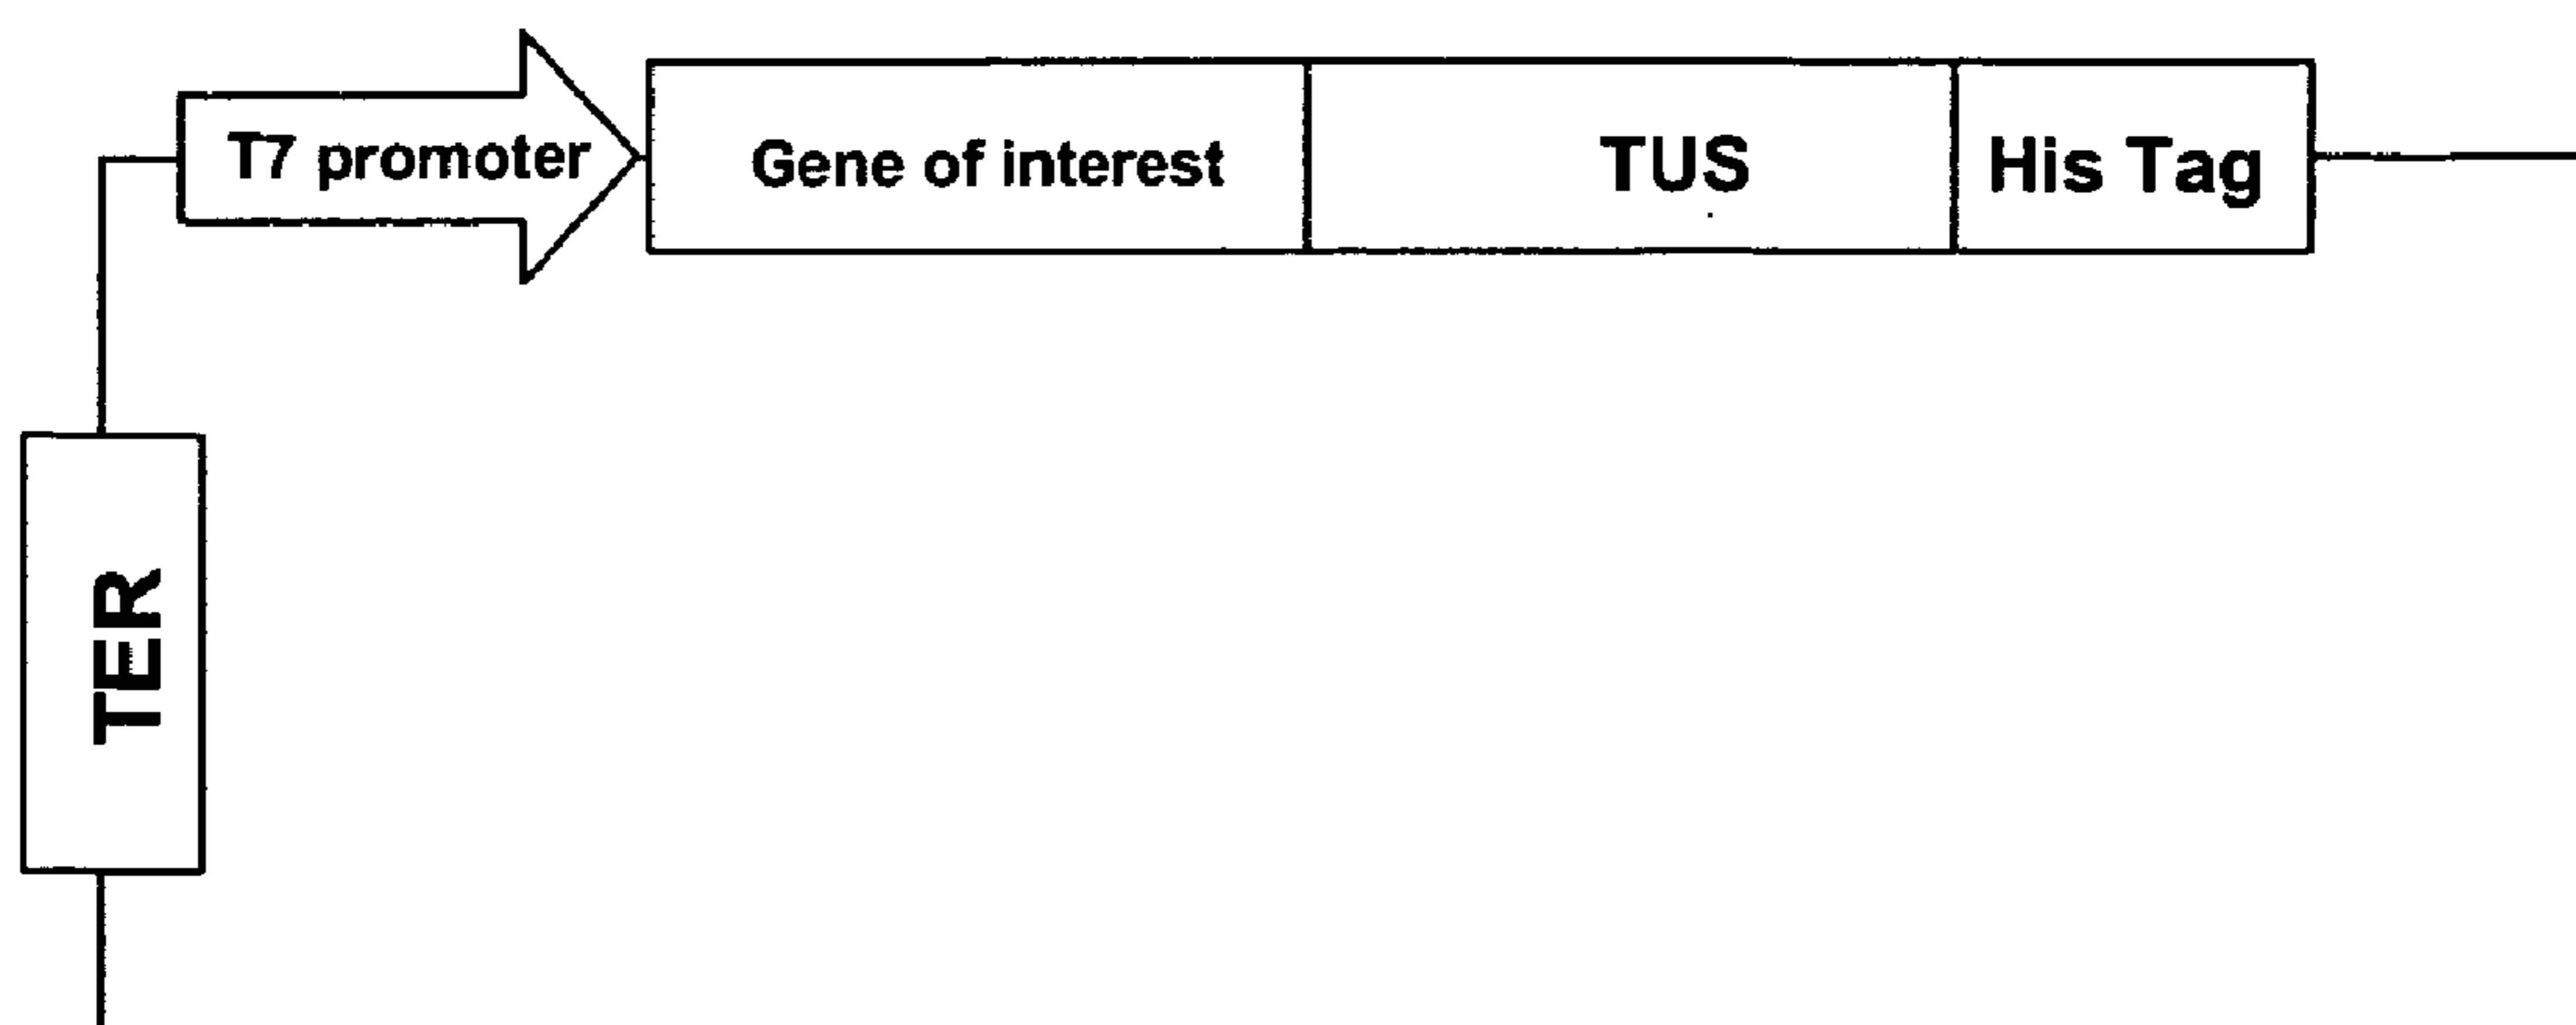 T7 promoter
Gene of interest
TUS
His Tag
TER